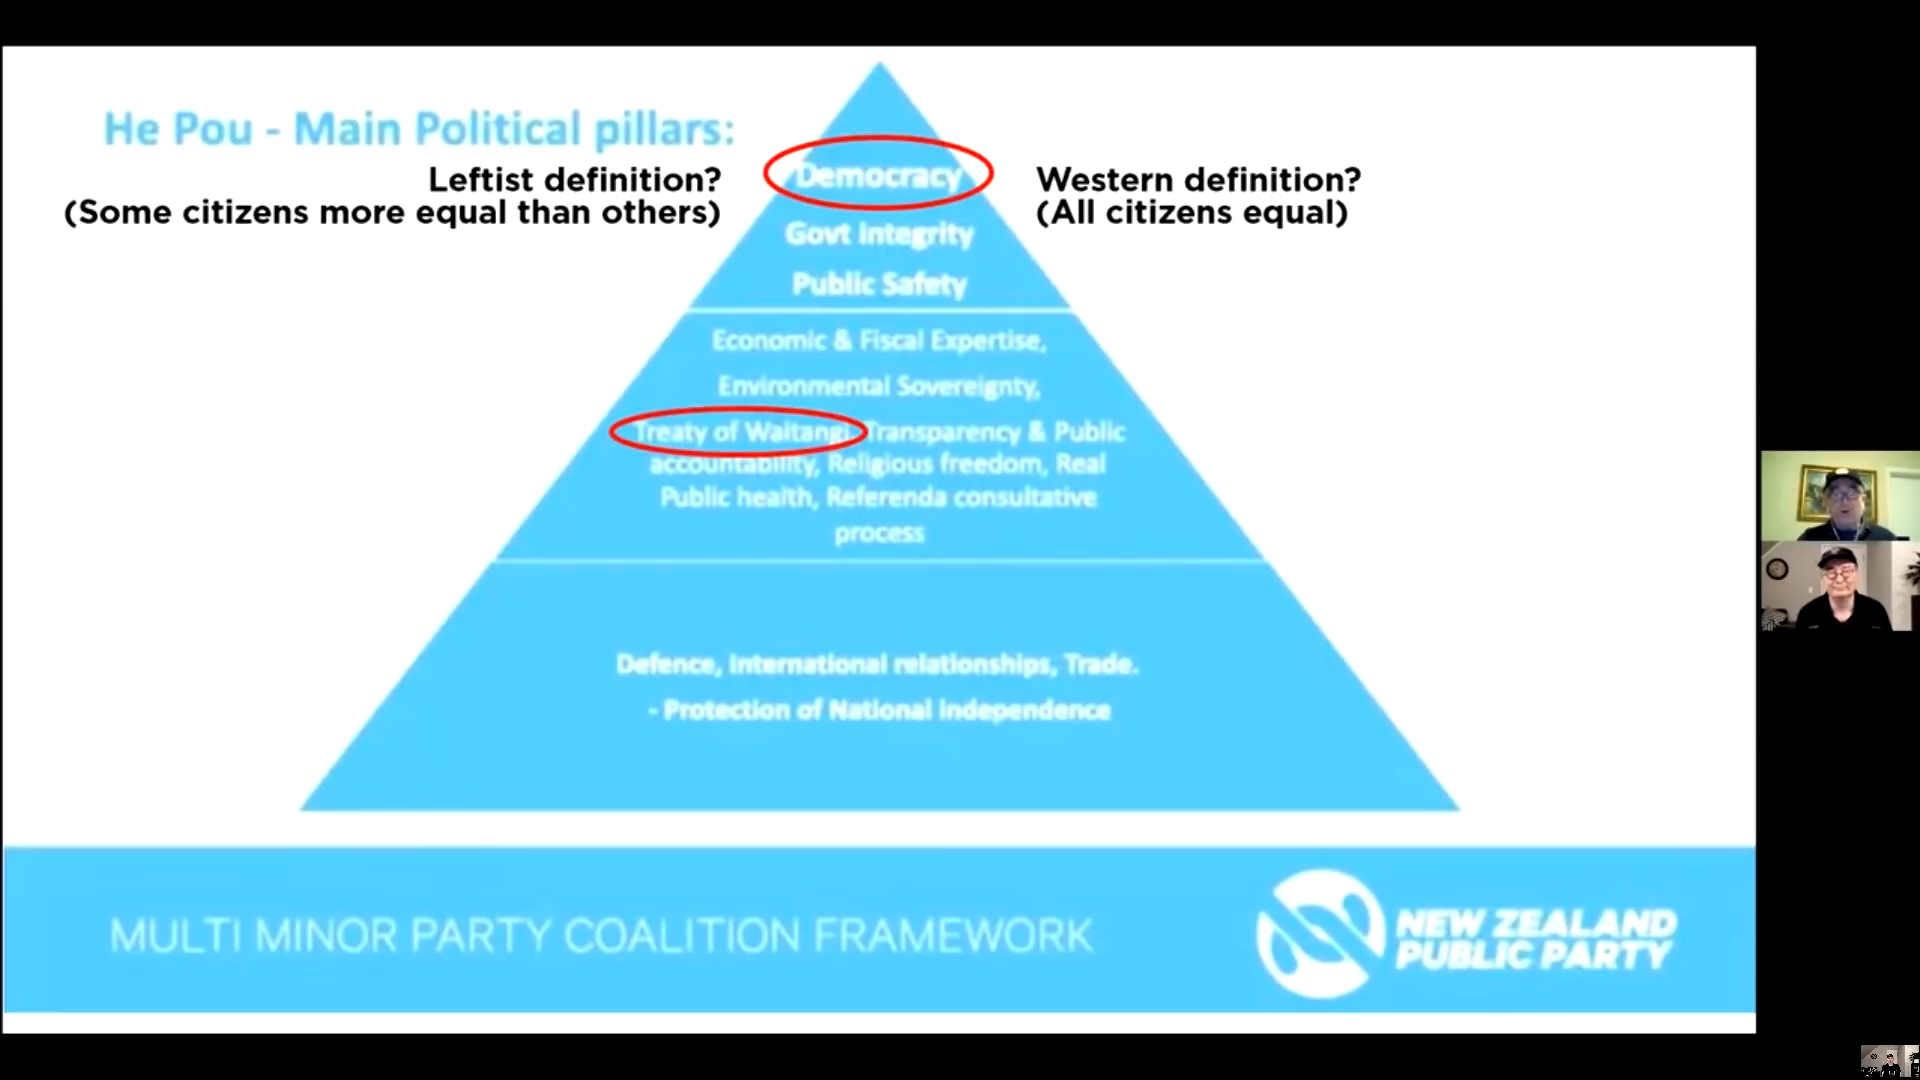 He Pou - Main Political pillars:
Leftist definition?
(Some citizens more equal than others)
Democracy
Western definition?
(All citizens equal)
Govt integrity
Public Safety
Economic & Fiscal Expertise,
Environmental Sovereignty,
Treaty of Waitangi, Transparency & Public
accountability, Religious freedom, Real
Public health, Referenda consultative
process
Defence, International relationships, Trade.
- Protection of National Independence
MULTI MINOR PARTY COALITION FRAMEWORK
NEW ZEALAND
PUBLIC PARTY